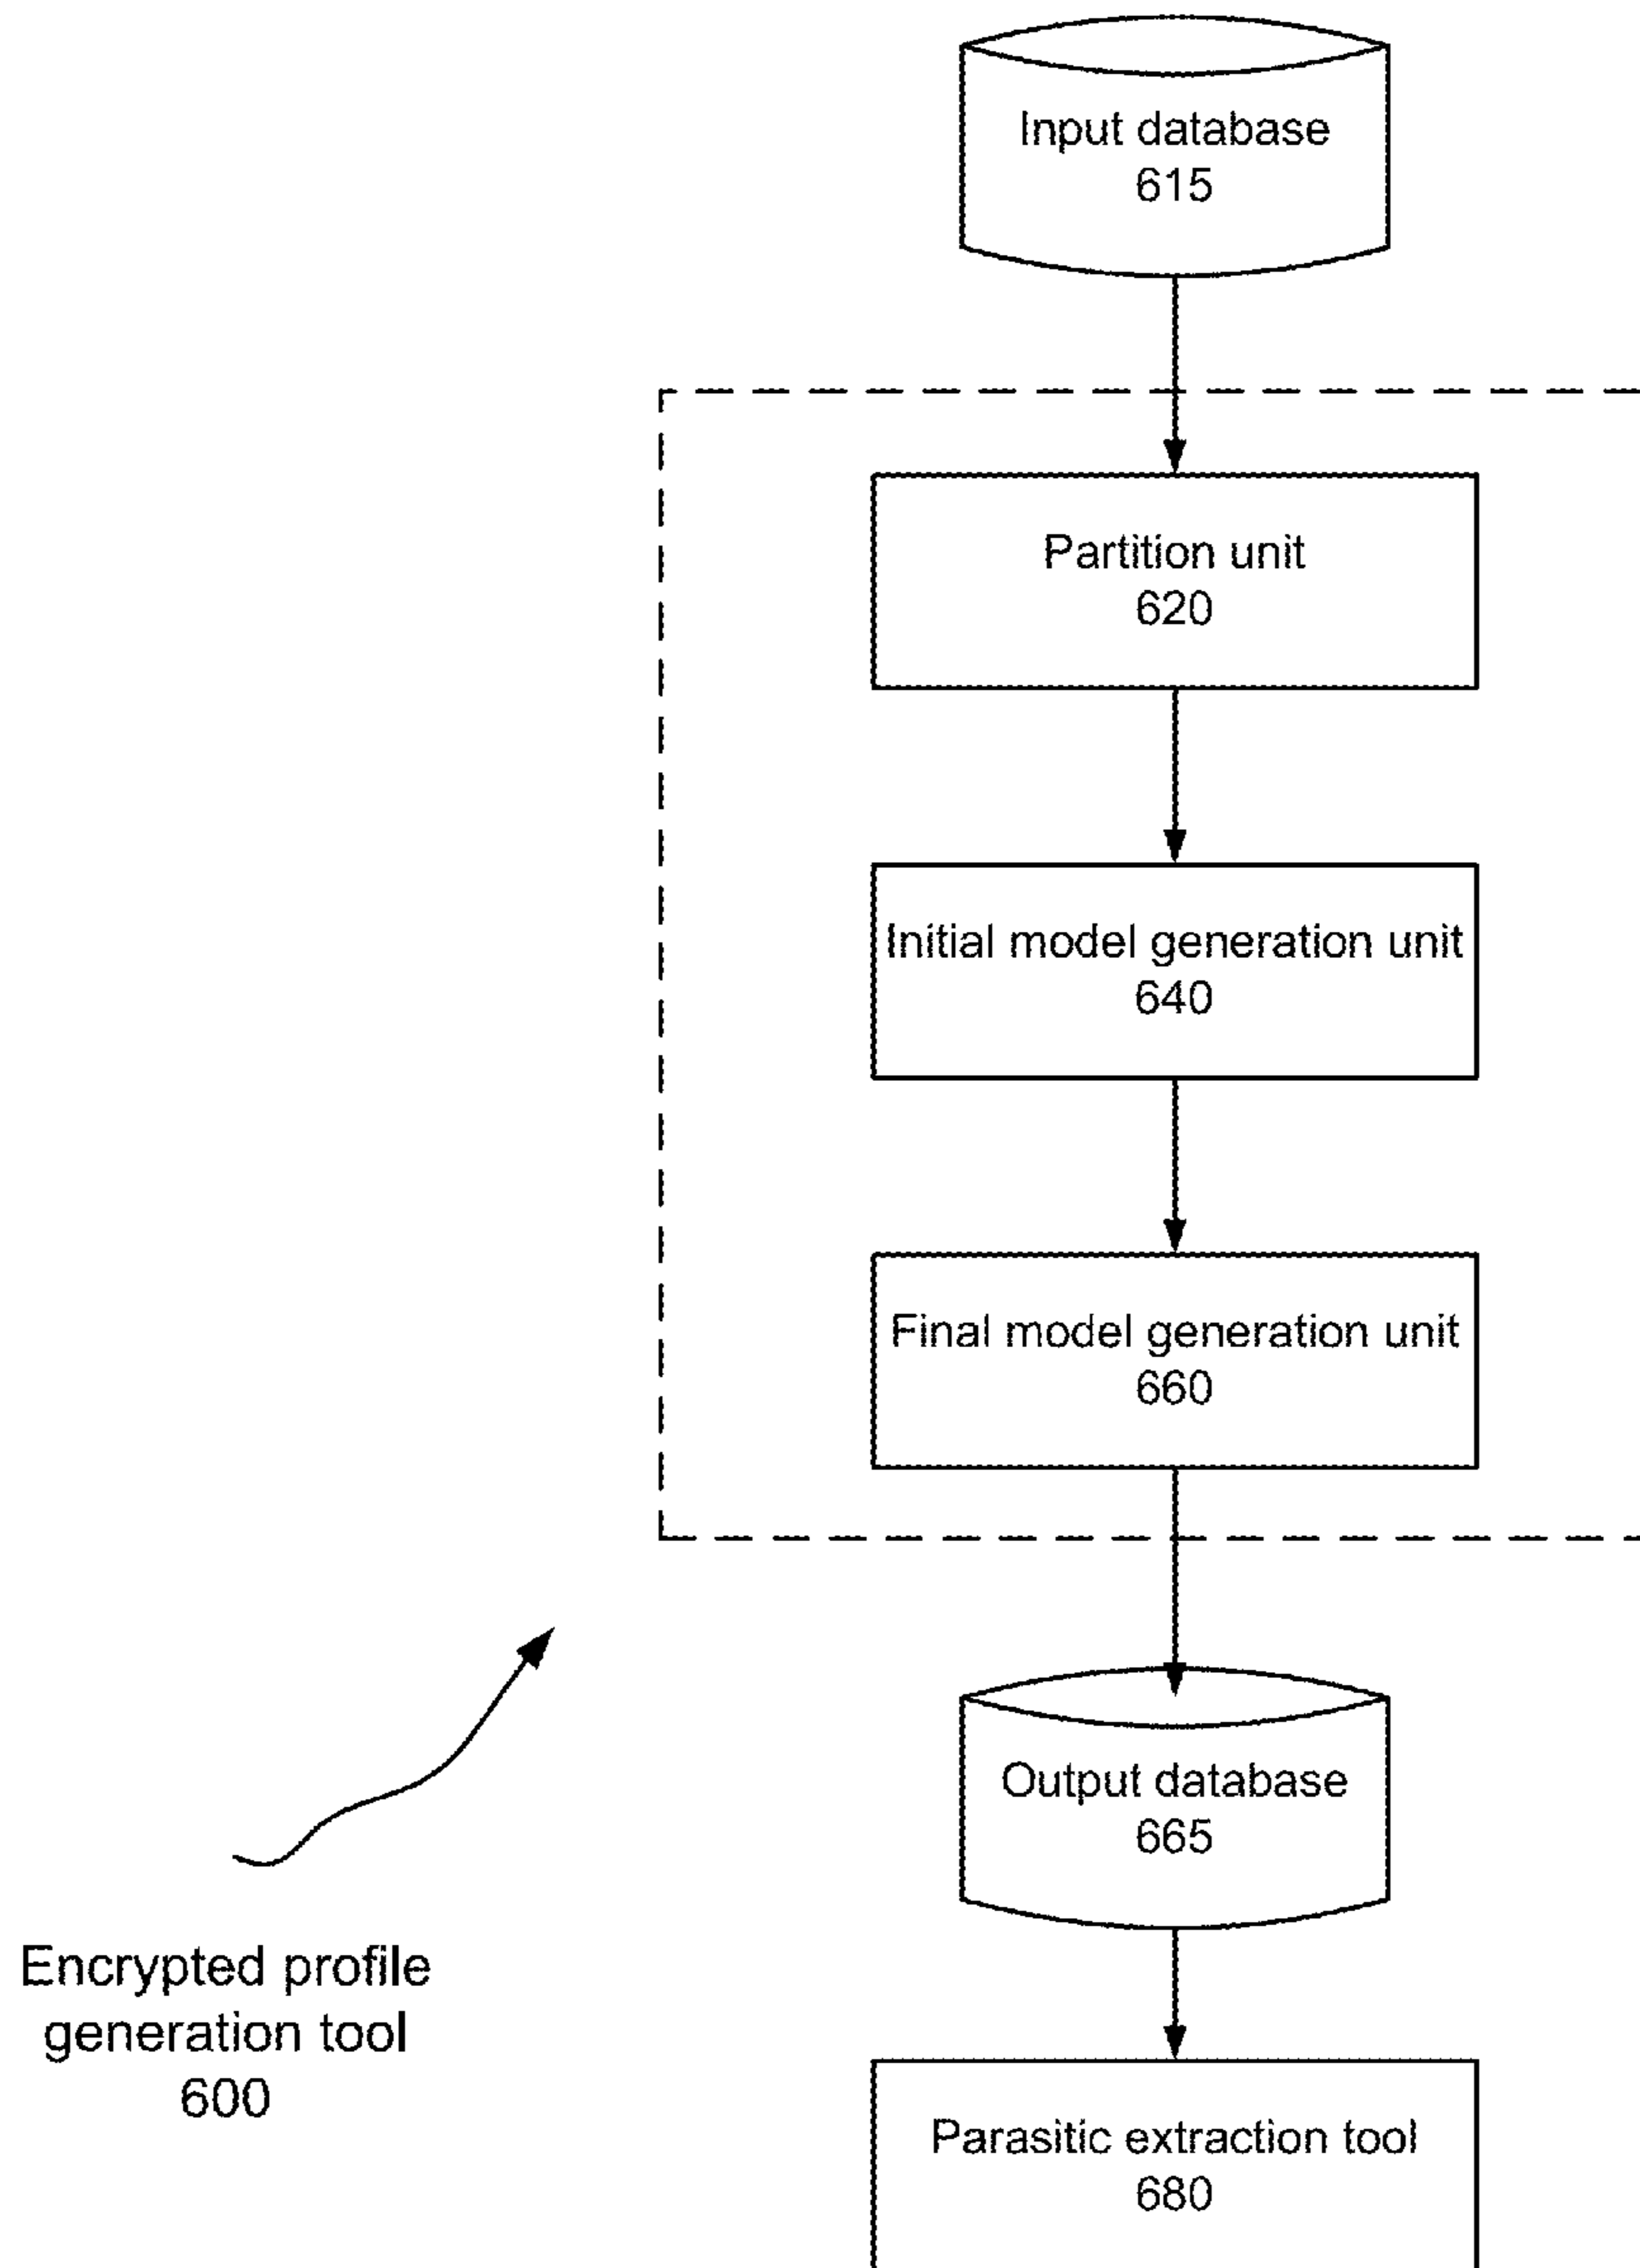 Input database
615
Partition unit
620
Initial model generation unit
640
Final model generation unit
660
Output database
665
Encrypted profile
generation tool
600
Parasitic extraction tool
680